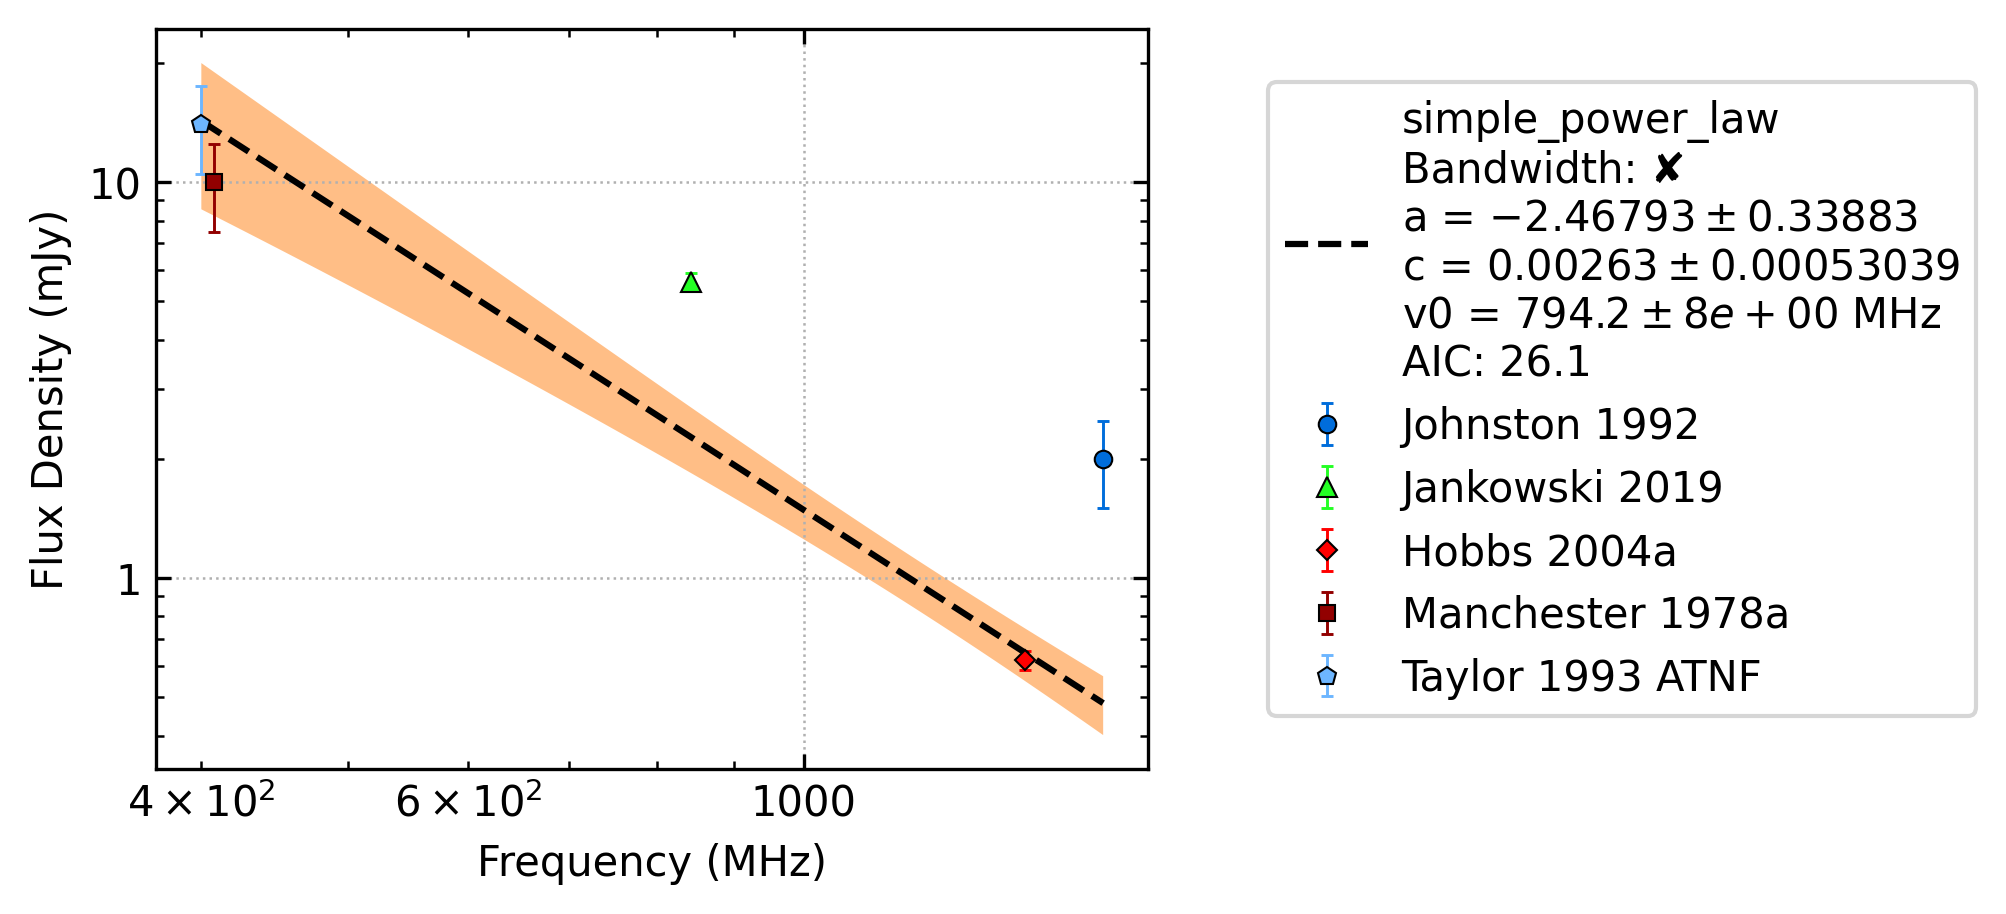 10
1
Flux Density (mJy)
4 × 10²
6 × 10²
1000
Frequency (MHz)
simple_power_law
Bandwidth: ✘
a = −2.46793 ± 0.33883
c = 0.00263 ± 0.00053039
v0 = 794.2 ± 8e + 00 MHz
AIC: 26.1
Johnston 1992
Jankowski 2019
Hobbs 2004a
Manchester 1978a
Taylor 1993 ATNF